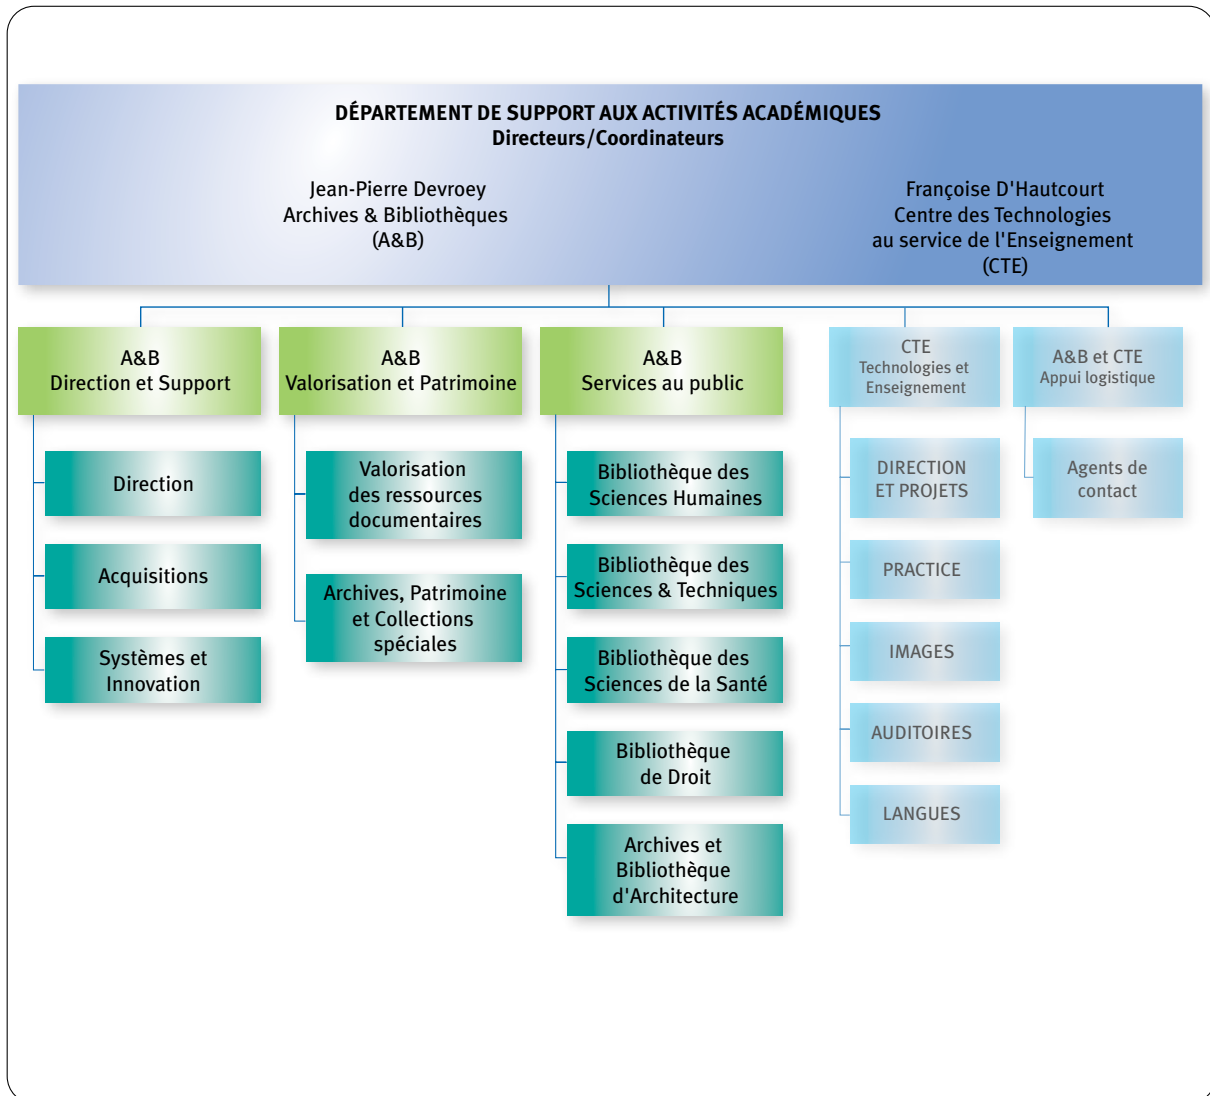 DÉPARTEMENT DE SUPPORT AUX ACTIVITÉS ACADÉMIQUES
Directeurs/Coordinateurs
Jean-Pierre Devroey
Archives & Bibliothèques
(A&B)
Françoise D'Hautcourt
Centre des Technologies
au service de l'Enseignement
(CTE)
A&B
Direction et Support
Direction
Acquisitions
Systèmes et
Innovation
A&B
Valorisation et Patrimoine
Valorisation
des ressources
documentaires
Archives, Patrimoine
et Collections
spéciales
A&B
Services au public
Bibliothèque des
Sciences Humaines
Bibliothèque des
Sciences & Techniques
Bibliothèque des
Sciences de la Santé
Bibliothèque
de Droit
Archives et
Bibliothèque
d'Architecture
CTE
Technologies et
Enseignement
DIRECTION
ET PROJETS
PRACTICE
IMAGES
AUDITOIRES
LANGUES
A&B et CTE
Appui logistique
Agents de
contact